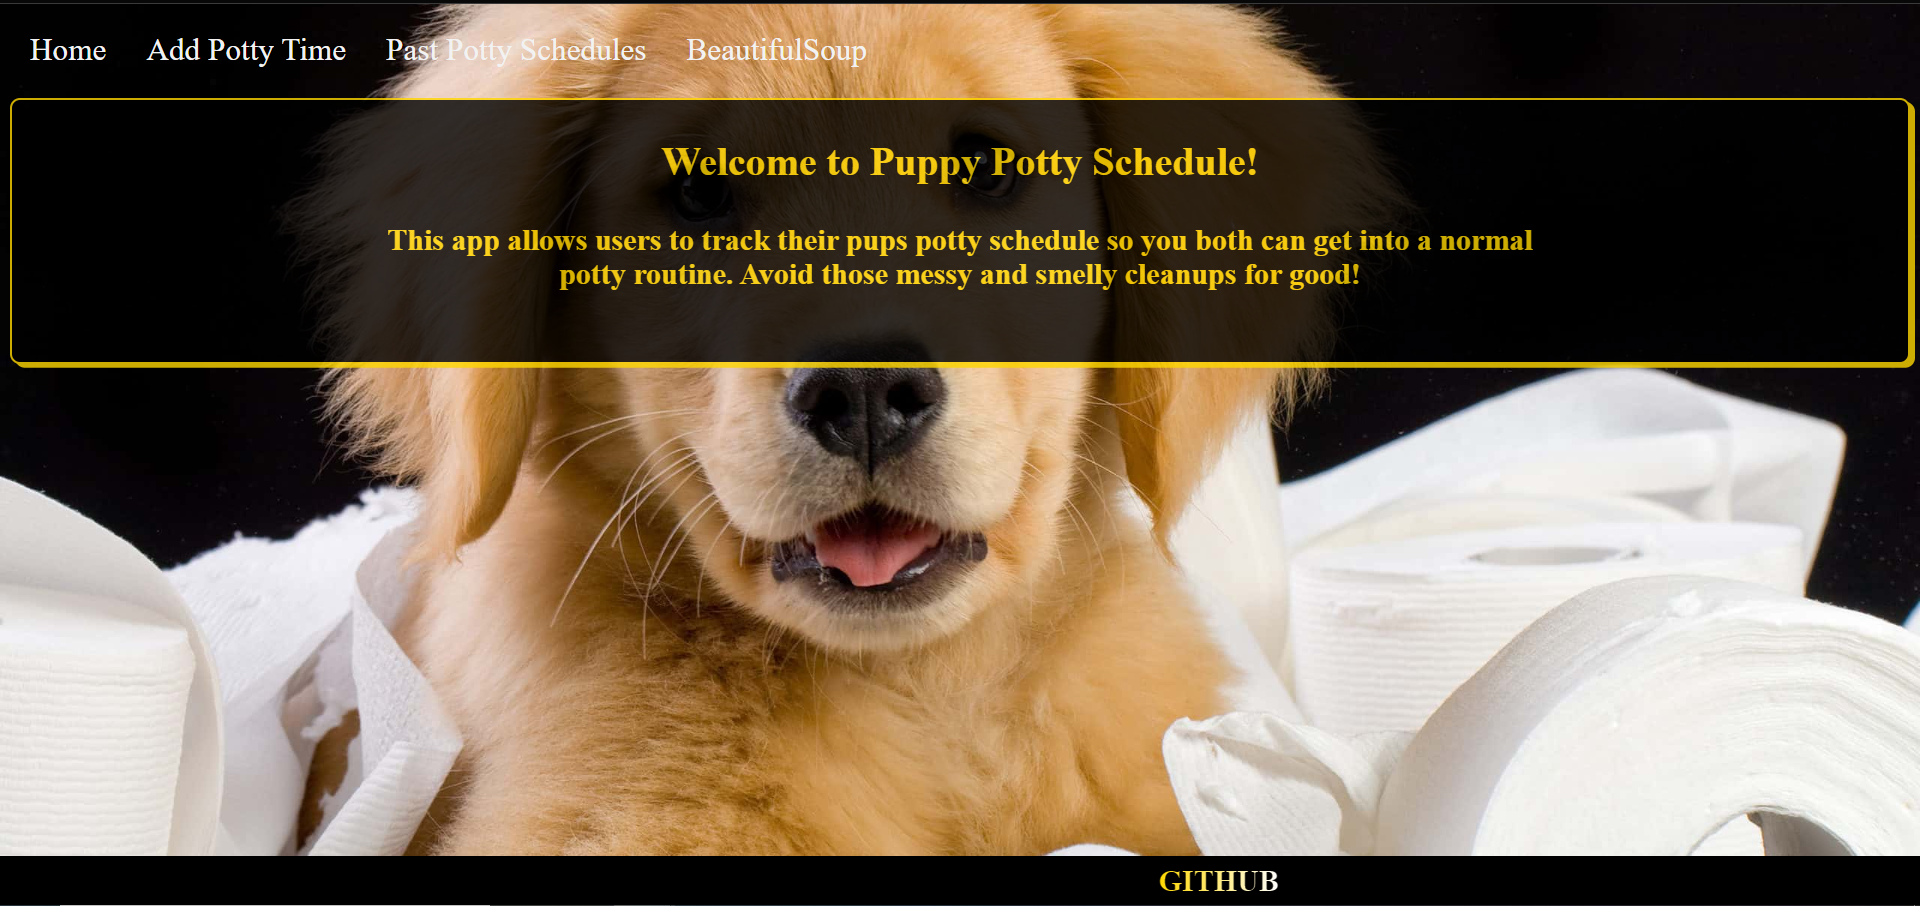 Home Add Potty Time Past Potty Schedules BeautifulSoup
Welcome to Puppy Potty Schedule!
This app allows users to track their pups potty schedule so you both can get into a normal
potty routine. Avoid those messy and smelly cleanups for good!
GITHUB